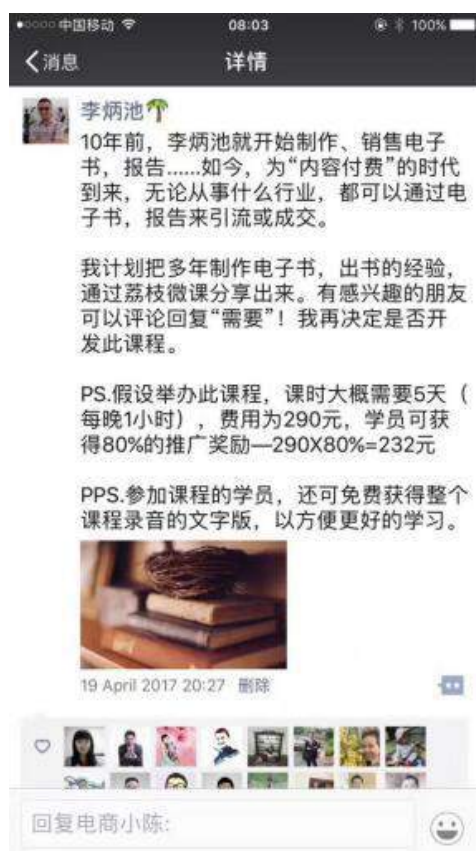 中国移动 08:03 100%
消息 详情
李炳池🌴
10年前，李炳池就开始制作、销售电子
书，报告......如今，为“内容付费”的时代
到来，无论从事什么行业，都可以通过电
子书，报告来引流或成交。
我计划把多年制作电子书，出书的经验，
通过荔枝微课分享出来。有感兴趣的朋友
可以评论回复“需要”！我再决定是否开
发此课程。
PS.假设举办此课程，课时大概需要5天（
每晚1小时），费用为290元，学员可获
得80%的推广奖励—290X80%=232元
PPS.参加课程的学员，还可免费获得整个
课程录音的文字版，以方便更好的学习。
19 April 2017 20:27 删除
回复电商小陈: